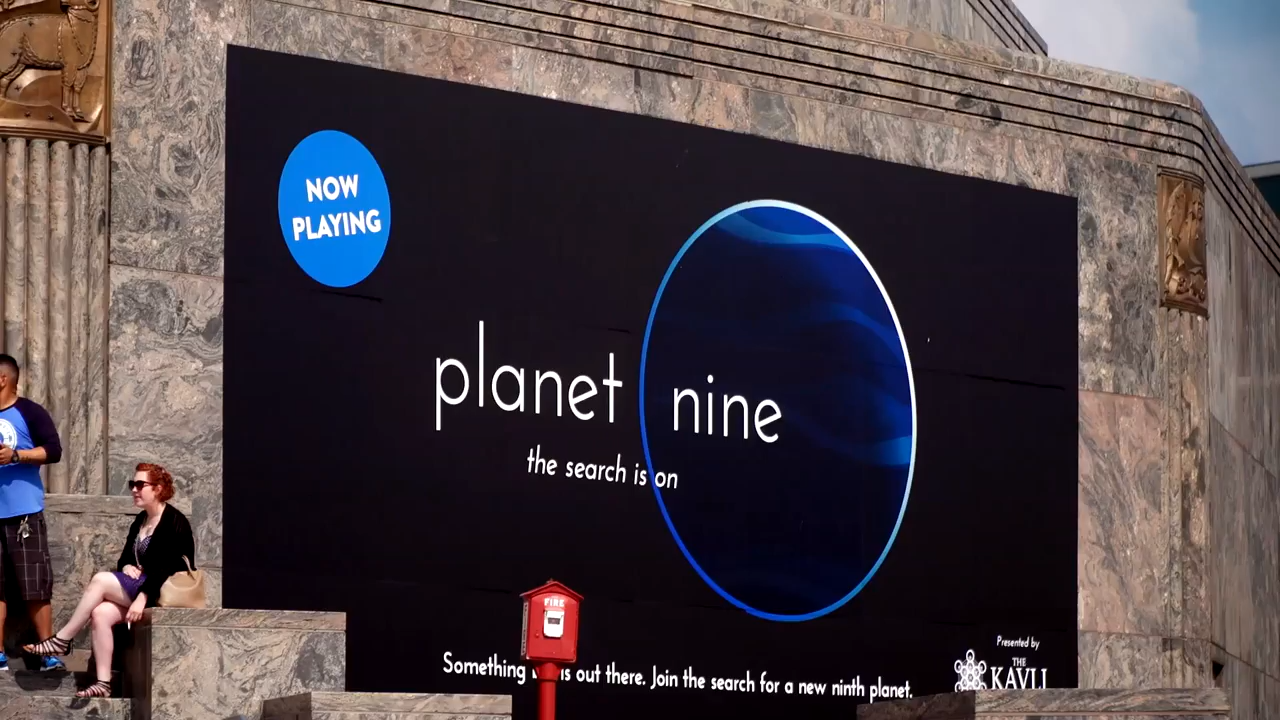 NOW
PLAYING
planet nine
the search is on
FIRE
Something is out there. Join the search for a new ninth planet.
Presented by
THE
KAVLI